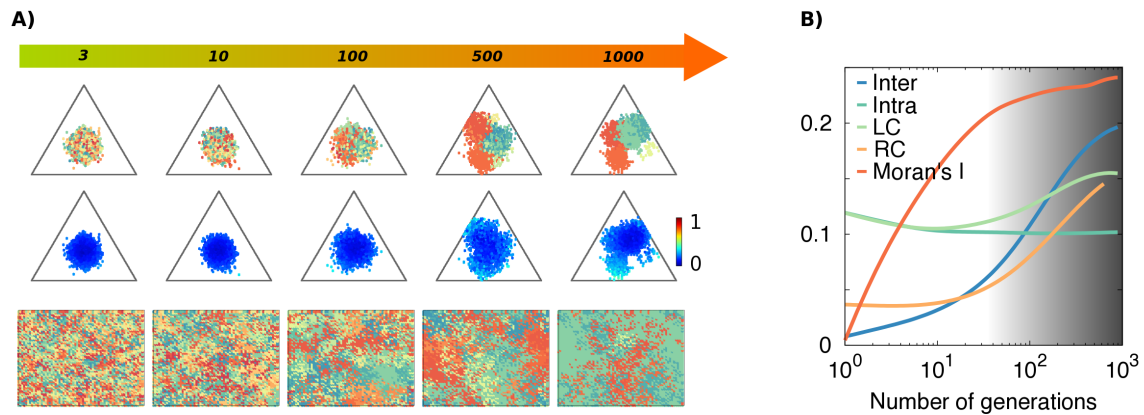 A)
3 10 100 500 1000
1
0
B)
Inter
Intra
LC
RC
Moran's I
0.2
0.1
0
10^0 10^1 10^2 10^3
Number of generations